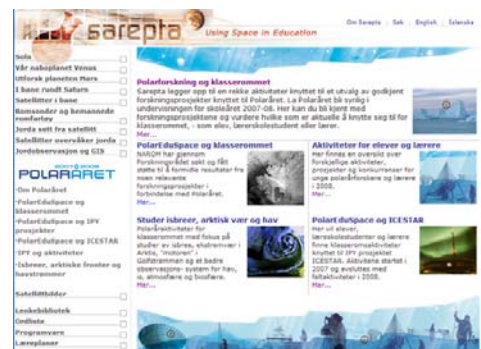 sarepta
Using Space in Education
Om Sarepta | Søk | English | Íslenska
Sola
Vår naboplanet Venus
Utforsk planeten Mars
I bane rundt Saturn
Satellitter i bane
Romsonder og bemannede
romfartøy
Jorda sett fra satellitt
Satellitter overvåker jorda
Jordobservasjon og GIS
POLARÅRET
Om Polaråret
PolarEduSpace og
klasserommet
PolarEduSpace og IPY
prosjekter
PolarEduSpace og ICESTAR
IPY og aktiviteter
Isbreer, arktiske fronter og
havstrømmer
Satellittbilder
Lenkebibliotek
Ordliste
Programvare
Læreplaner
Polarforskning og klasserommet
Sarepta legger opp til en rekke aktiviteter knyttet til et utvalg av godkjent
forskningsprosjekter knyttet til Polaråret. La Polaråret bli synlig i
undervisningen for skoleåret 2007-08. Her kan du bli kjent med
forskningsprosjektene og vurdere hvilke som er aktuelle å knytte seg til for
klasserommet, - som elev, lærerskolestudent eller lærer.
Mer...
PolarEduSpace og
klasserommet
NAROM har gjennom
Forskningsrådet søkt og fått
støtte til å formidle resultater fra
noen relevante
forskningsprosjekter i
forbindelse med Polaråret.
Mer...
Aktiviteter for elever og lærere
Her finnes en oversikt over
forskjellige aktiviteter,
prosjekter og konkurranser for
unge polarforskere og lærere
i 2008.
Mer...
Studer isbreer, arktisk vær og hav
Polaraktiviteter for
klasserommet med fokus på
studier av isbreer, ekstremvær i
Arktis, "motoren" i
Golfstrømmen og et bedre
observasjons- system for hav,
is, atmosfære og biosfære.
Mer...
PolarEduSpace og ICESTAR
Her vil elever,
lærerskolestudenter og lærere
finne klasseromsaktiviteter
knyttet til IPY prosjektet
ICESTAR. Aktivitene startet i
2007 og avsluttes med
feltaktiviteter i 2008.
Mer...